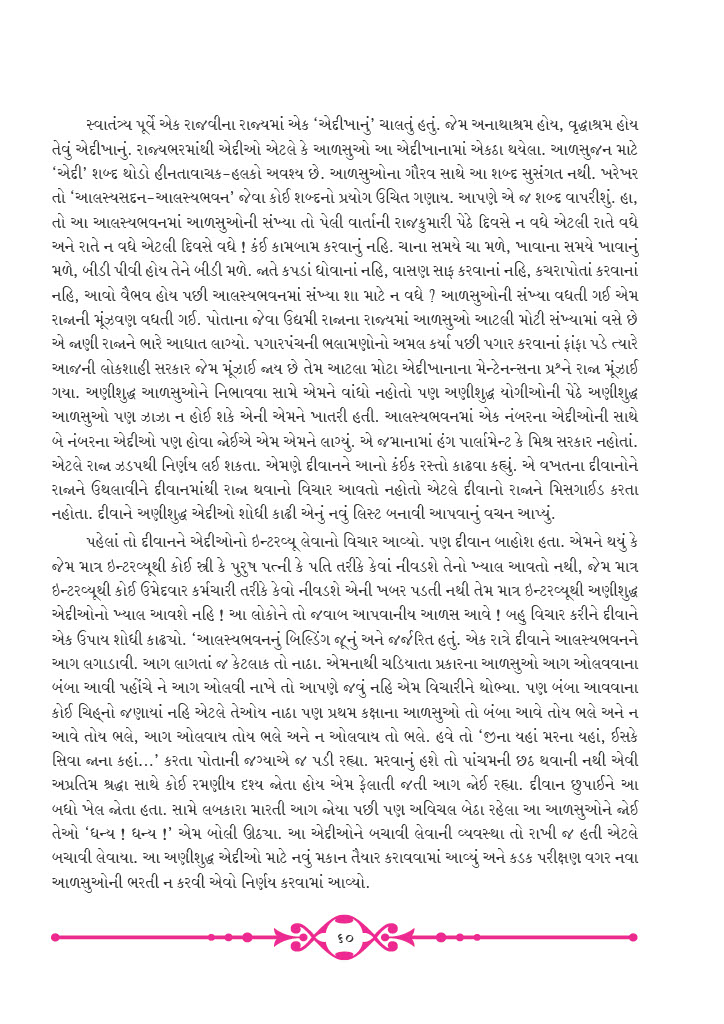 સ્વાતંત્ર્ય પૂર્વે એક રાજવીના રાજ્યમાં એક ‘એદીખાનું’ ચાલતું હતું. જેમ અનાથાશ્રમ હોય, વૃદ્ધાશ્રમ હોય
તેવું એદીખાનું. રાજ્યભરમાંથી એદીઓ એટલે કે આળસુઓ આ એદીખાનામાં એકઠા થયેલા. આળસુજન માટે
‘એદી’ શબ્દ થોડો હીનતાવાચક-હલકો અવશ્ય છે. આળસુઓના ગૌરવ સાથે આ શબ્દ સુસંગત નથી. ખરેખર
તો ‘આલસ્યસદન-આલસ્યભવન’ જેવા કોઈ શબ્દનો પ્રયોગ ઉચિત ગણાય. આપણે એ જ શબ્દ વાપરીશું. હા,
તો આ આલસ્યભવનમાં આળસુઓની સંખ્યા તો પેલી વાર્તાની રાજકુમારી પેઠે દિવસે ન વધે એટલી રાતે વધે
અને રાતે ન વધે એટલી દિવસે વધે ! કંઈ કામબામ કરવાનું નહિ. ચાના સમયે ચા મળે, ખાવાના સમયે ખાવાનું
મળે, બીડી પીવી હોય તેને બીડી મળે. જાતે કપડાં ધોવાનાં નહિ, વાસણ સાફ કરવાનાં નહિ, કચરાપોતાં કરવાનાં
નહિ, આવો વૈભવ હોય પછી આલસ્યભવનમાં સંખ્યા શા માટે ન વધે ? આળસુઓની સંખ્યા વધતી ગઈ એમ
રાજાની મૂંઝવણ વધતી ગઈ. પોતાના જેવા ઉદ્યમી રાજાના રાજ્યમાં આળસુઓ આટલી મોટી સંખ્યામાં વસે છે
એ જાણી રાજાને ભારે આઘાત લાગ્યો. પગારપંચની ભલામણોનો અમલ કર્યા પછી પગાર કરવાનાં ફાંફા પડે ત્યારે
આજની લોકશાહી સરકાર જેમ મૂંઝાઈ જાય છે તેમ આટલા મોટા એદીખાનાના મેન્ટેનન્સના પ્રશ્ને રાજા મૂંઝાઈ
ગયા. અણીશુદ્ધ આળસુઓને નિભાવવા સામે એમને વાંધો નહોતો પણ અણીશુદ્ધ યોગીઓની પેઠે અણીશુદ્ધ
આળસુઓ પણ ઝાઝા ન હોઈ શકે એની એમને ખાતરી હતી. આલસ્યભવનમાં એક નંબરના એદીઓની સાથે
બે નંબરના એદીઓ પણ હોવા જોઈએ એમ એમને લાગ્યું. એ જમાનામાં હંગ પાર્લામેન્ટ કે મિશ્ર સરકાર નહોતાં.
એટલે રાજા ઝડપથી નિર્ણય લઈ શકતા. એમણે દીવાનને આનો કંઈક રસ્તો કાઢવા કહ્યું. એ વખતના દીવાનોને
રાજાને ઉથલાવીને દીવાનમાંથી રાજા થવાનો વિચાર આવતો નહોતો એટલે દીવાનો રાજાને મિસગાઈડ કરતા
નહોતા. દીવાને અણીશુદ્ધ એદીઓ શોધી કાઢી એનું નવું લિસ્ટ બનાવી આપવાનું વચન આપ્યું.
પહેલાં તો દીવાનને એદીઓનો ઇન્ટરવ્યૂ લેવાનો વિચાર આવ્યો. પણ દીવાન બાહોશ હતા. એમને થયું કે
જેમ માત્ર ઇન્ટરવ્યૂથી કોઈ સ્ત્રી કે પુરુષ પત્ની કે પતિ તરીકે કેવાં નીવડશે તેનો ખ્યાલ આવતો નથી, જેમ માત્ર
ઇન્ટરવ્યૂથી કોઈ ઉમેદવાર કર્મચારી તરીકે કેવો નીવડશે એની ખબર પડતી નથી તેમ માત્ર ઇન્ટરવ્યૂથી અણીશુદ્ધ
એદીઓનો ખ્યાલ આવશે નહિ ! આ લોકોને તો જવાબ આપવાનીય આળસ આવે ! બહુ વિચાર કરીને દીવાને
એક ઉપાય શોધી કાઢ્યો. ‘આલસ્યભવનનું બિલ્ડિંગ જૂનું અને જર્જરિત હતું. એક રાત્રે દીવાને આલસ્યભવનને
આગ લગાડાવી. આગ લાગતાં જ કેટલાક તો નાઠા. એમનાથી ચડિયાતા પ્રકારના આળસુઓ આગ ઓલવવાના
બંબા આવી પહોંચે ને આગ ઓલવી નાખે તો આપણે જવું નહિ એમ વિચારીને થોભ્યા. પણ બંબા આવવાના
કોઈ ચિહ્નો જણાયાં નહિ એટલે તેઓય નાઠા પણ પ્રથમ કક્ષાના આળસુઓ તો બંબા આવે તોય ભલે અને ન
આવે તોય ભલે, આગ ઓલવાય તોય ભલે અને ન ઓલવાય તો ભલે. હવે તો ‘જીના યહાં મરના યહાં, ઈસકે
સિવા જાના કહાં...’ કરતા પોતાની જગ્યાએ જ પડી રહ્યા. મરવાનું હશે તો પાંચમની છઠ થવાની નથી એવી
અપ્રતિમ શ્રદ્ધા સાથે કોઈ રમણીય દૃશ્ય જોતા હોય એમ ફેલાતી જતી આગ જોઈ રહ્યા. દીવાન છુપાઈને આ
બધો ખેલ જોતા હતા. સામે લબકારા મારતી આગ જોયા પછી પણ અવિચલ બેઠા રહેલા આ આળસુઓને જોઈ
તેઓ ‘ધન્ય ! ધન્ય !’ એમ બોલી ઊઠ્યા. આ એદીઓને બચાવી લેવાની વ્યવસ્થા તો રાખી જ હતી એટલે
બચાવી લેવાયા. આ અણીશુદ્ધ એદીઓ માટે નવું મકાન તૈયાર કરાવવામાં આવ્યું અને કડક પરીક્ષણ વગર નવા
આળસુઓની ભરતી ન કરવી એવો નિર્ણય કરવામાં આવ્યો.
૬૦